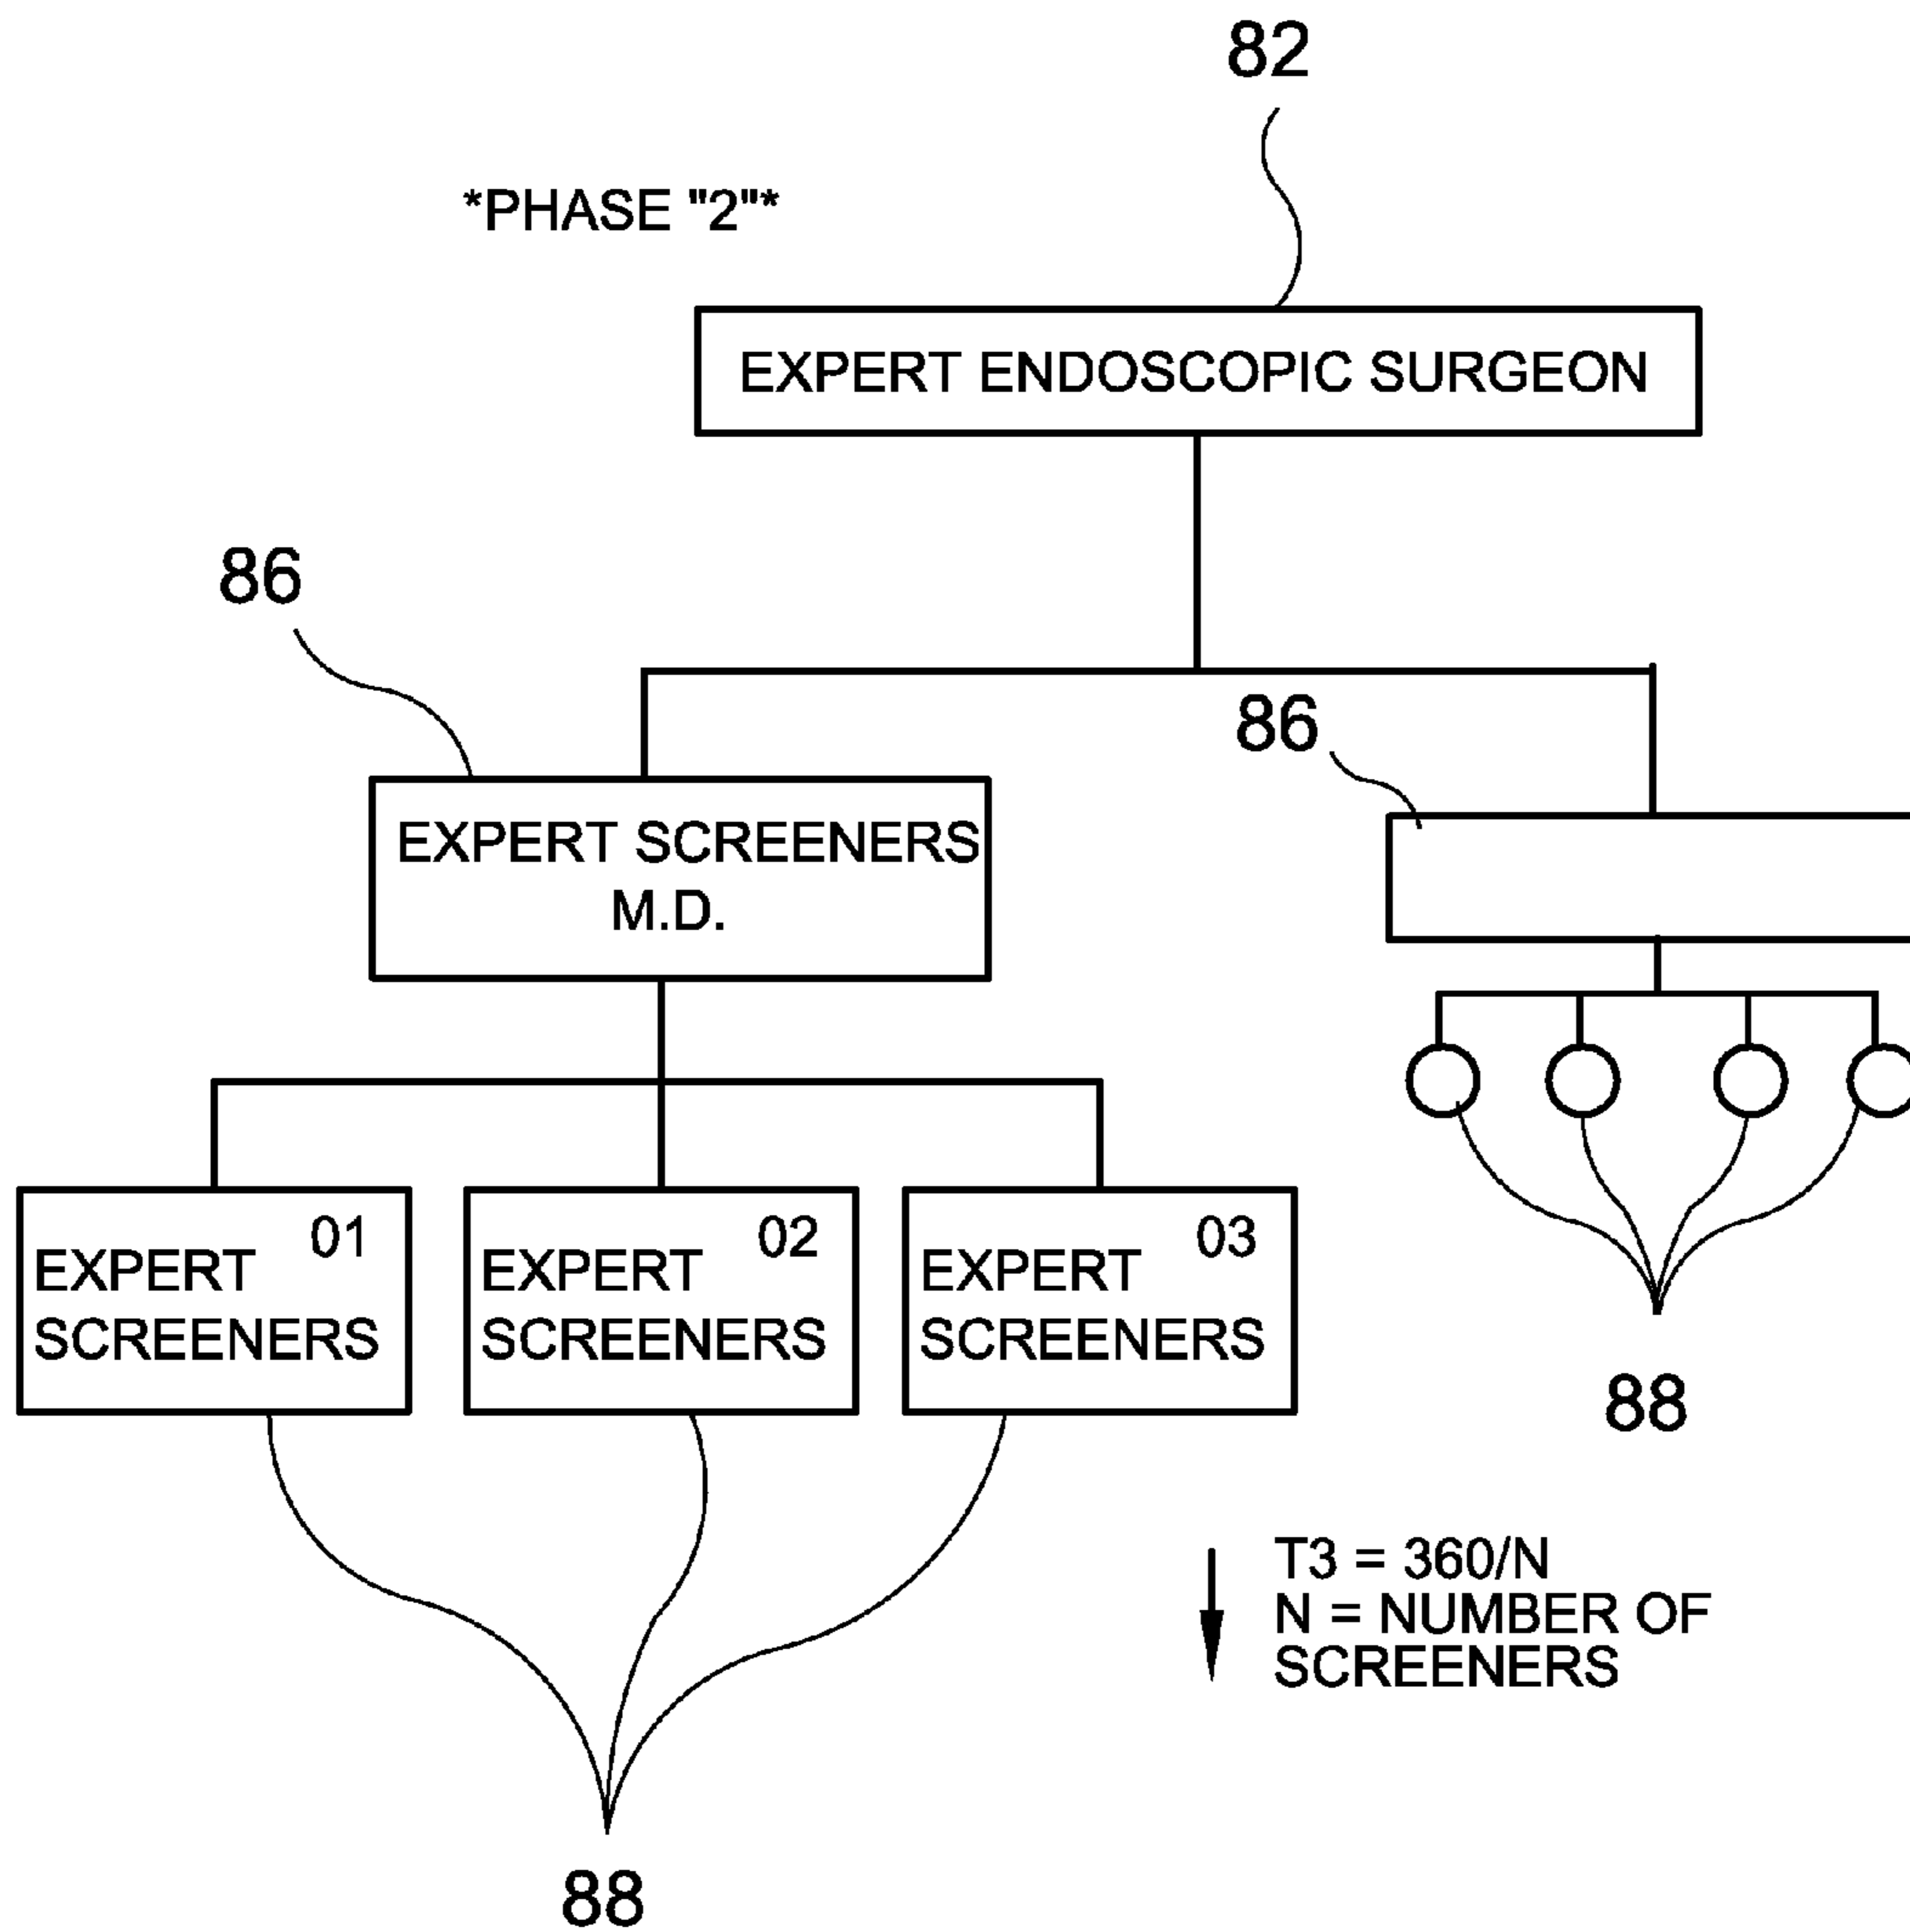 82
*PHASE "2"*
EXPERT ENDOSCOPIC SURGEON
86
86
EXPERT SCREENERS
M.D.
01
EXPERT
SCREENERS
02
EXPERT
SCREENERS
03
EXPERT
SCREENERS
88
T3 = 360/N
N = NUMBER OF
SCREENERS
88